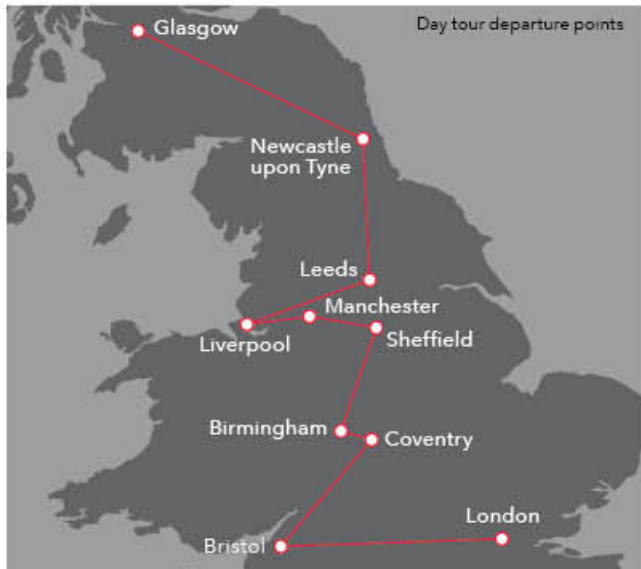 Glasgow
Day tour departure points
Newcastle
upon Tyne
Leeds
Manchester
Liverpool
Sheffield
Birmingham
Coventry
London
Bristol